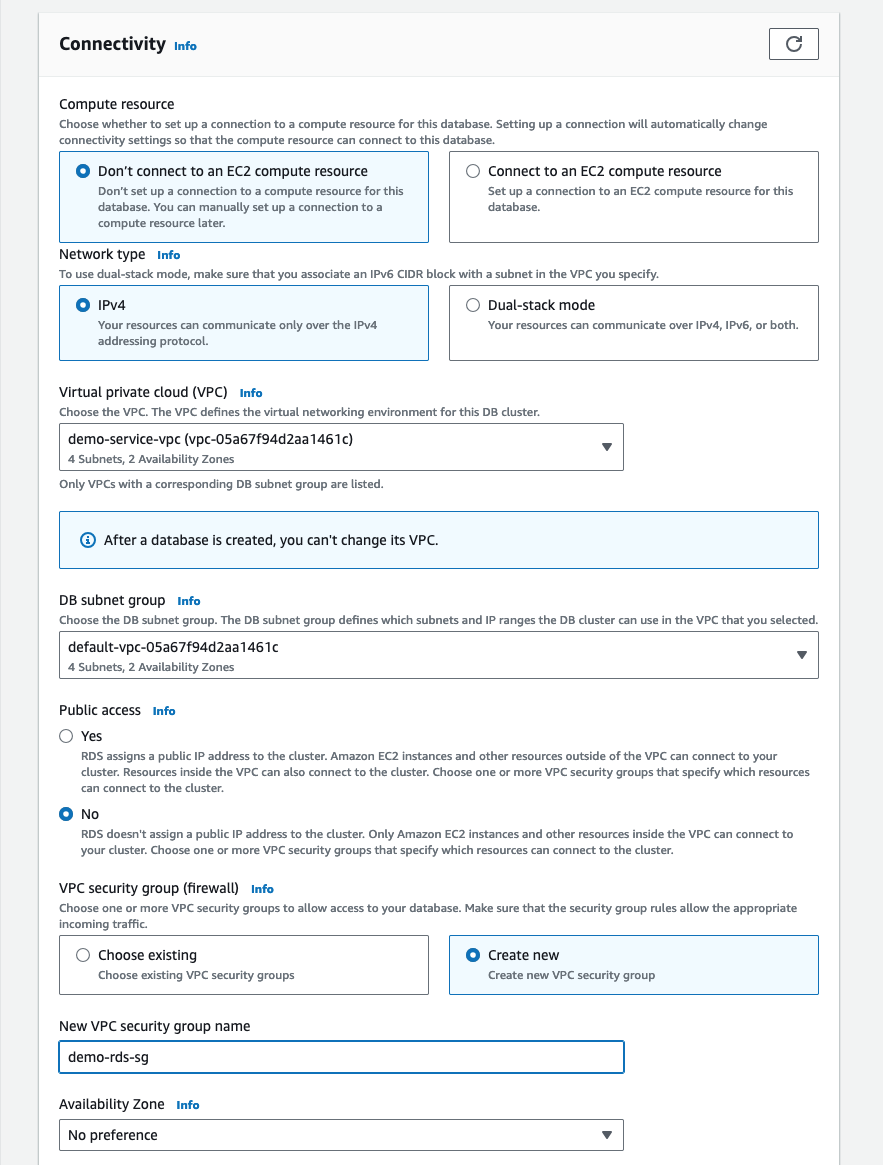 Connectivity Info
Compute resource
Choose whether to set up a connection to a compute resource for this database. Setting up a connection will automatically change
connectivity settings so that the compute resource can connect to this database.
Don't connect to an EC2 compute resource
Don't set up a connection to a compute resource for this
database. You can manually set up a connection to a
compute resource later.
Connect to an EC2 compute resource
Set up a connection to an EC2 compute resource for this
database.
Network type Info
To use dual-stack mode, make sure that you associate an IPv6 CIDR block with a subnet in the VPC you specify.
IPv4
Your resources can communicate only over the IPv4
addressing protocol.
Dual-stack mode
Your resources can communicate over IPv4, IPv6, or both.
Virtual private cloud (VPC) Info
Choose the VPC. The VPC defines the virtual networking environment for this DB cluster.
demo-service-vpc (vpc-05a67f94d2aa1461c)
4 Subnets, 2 Availability Zones
Only VPCs with a corresponding DB subnet group are listed.
After a database is created, you can't change its VPC.
DB subnet group Info
Choose the DB subnet group. The DB subnet group defines which subnets and IP ranges the DB cluster can use in the VPC that you selected.
default-vpc-05a67f94d2aa1461c
4 Subnets, 2 Availability Zones
Public access Info
Yes
RDS assigns a public IP address to the cluster. Amazon EC2 instances and other resources outside of the VPC can connect to your
cluster. Resources inside the VPC can also connect to the cluster. Choose one or more VPC security groups that specify which resources
can connect to the cluster.
No
RDS doesn't assign a public IP address to the cluster. Only Amazon EC2 instances and other resources inside the VPC can connect to
your cluster. Choose one or more VPC security groups that specify which resources can connect to the cluster.
VPC security group (firewall) Info
Choose one or more VPC security groups to allow access to your database. Make sure that the security group rules allow the appropriate
incoming traffic.
Choose existing
Choose existing VPC security groups
Create new
Create new VPC security group
New VPC security group name
demo-rds-sg
Availability Zone Info
No preference